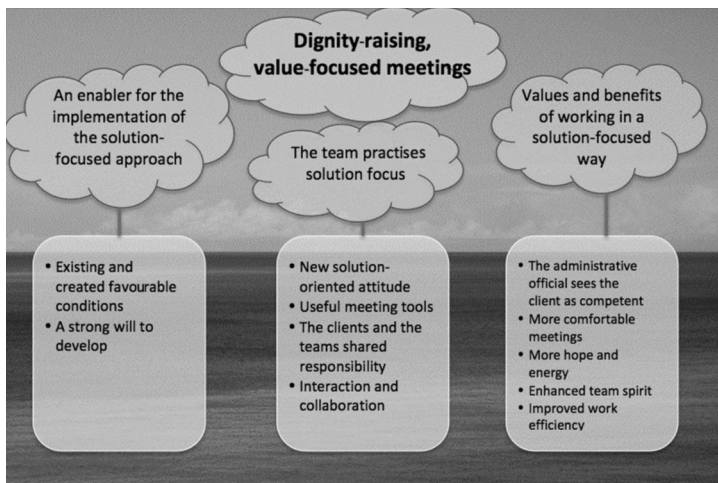 Dignity-raising,
value-focused meetings
An enabler for the
implementation of
the solution-
focused approach
The team practises
solution focus
Values and benefits
of working in a
solution-focused
way
• Existing and
created favourable
conditions
• A strong will to
develop
• New solution-
oriented attitude
• Useful meeting tools
• The clients and the
teams shared
responsibility
• Interaction and
collaboration
• The administrative
official sees the
client as competent
• More comfortable
meetings
• More hope and
energy
• Enhanced team spirit
• Improved work
efficiency